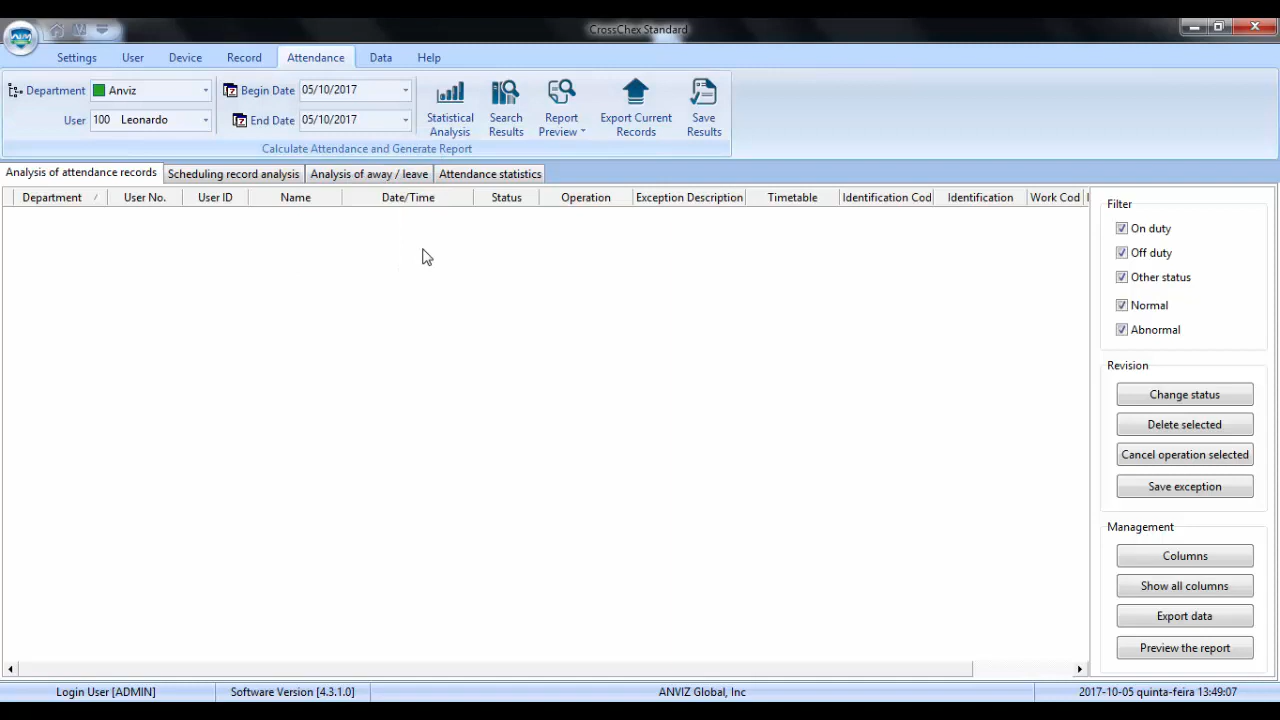 CrossChex Standard
Settings User Device Record Attendance Data Help
Department Anviz Begin Date 05/10/2017
User 100 Leonardo End Date 05/10/2017
Statistical Analysis
Search Results
Report Preview
Export Current Records
Save Results
Calculate Attendance and Generate Report
Analysis of attendance records Scheduling record analysis Analysis of away / leave Attendance statistics
Department User No. User ID Name Date/Time Status Operation Exception Description Timetable Identification Cod Identification Work Cod
Filter
On duty
Off duty
Other status
Normal
Abnormal
Revision
Change status
Delete selected
Cancel operation selected
Save exception
Management
Columns
Show all columns
Export data
Preview the report
Login User [ADMIN] Software Version [4.3.1.0] ANVIZ Global, Inc 2017-10-05 quinta-feira 13:49:07